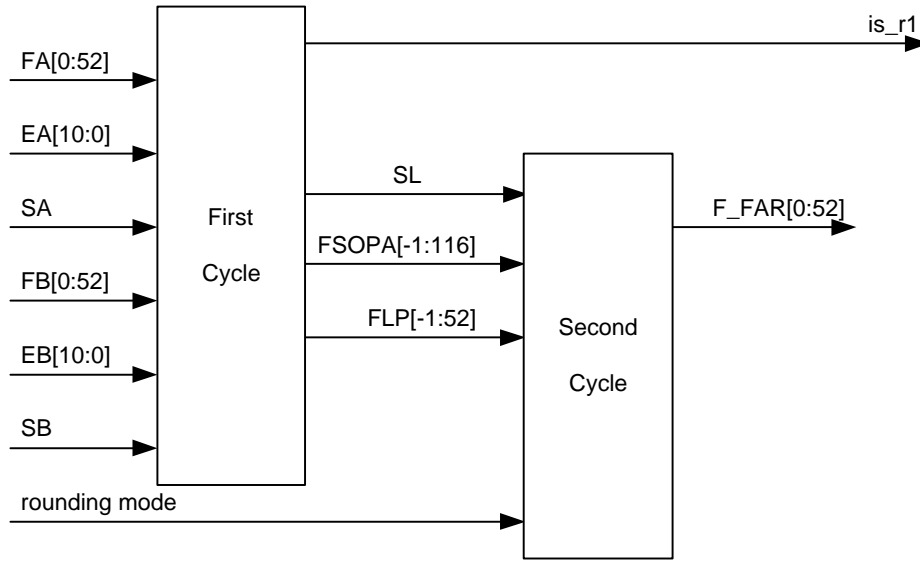 is_r1
FA[0:52]
EA[10:0]
SA
FB[0:52]
EB[10:0]
SB
rounding mode
First
Cycle
SL
FSOPA[-1:116]
FLP[-1:52]
Second
Cycle
F_FAR[0:52]